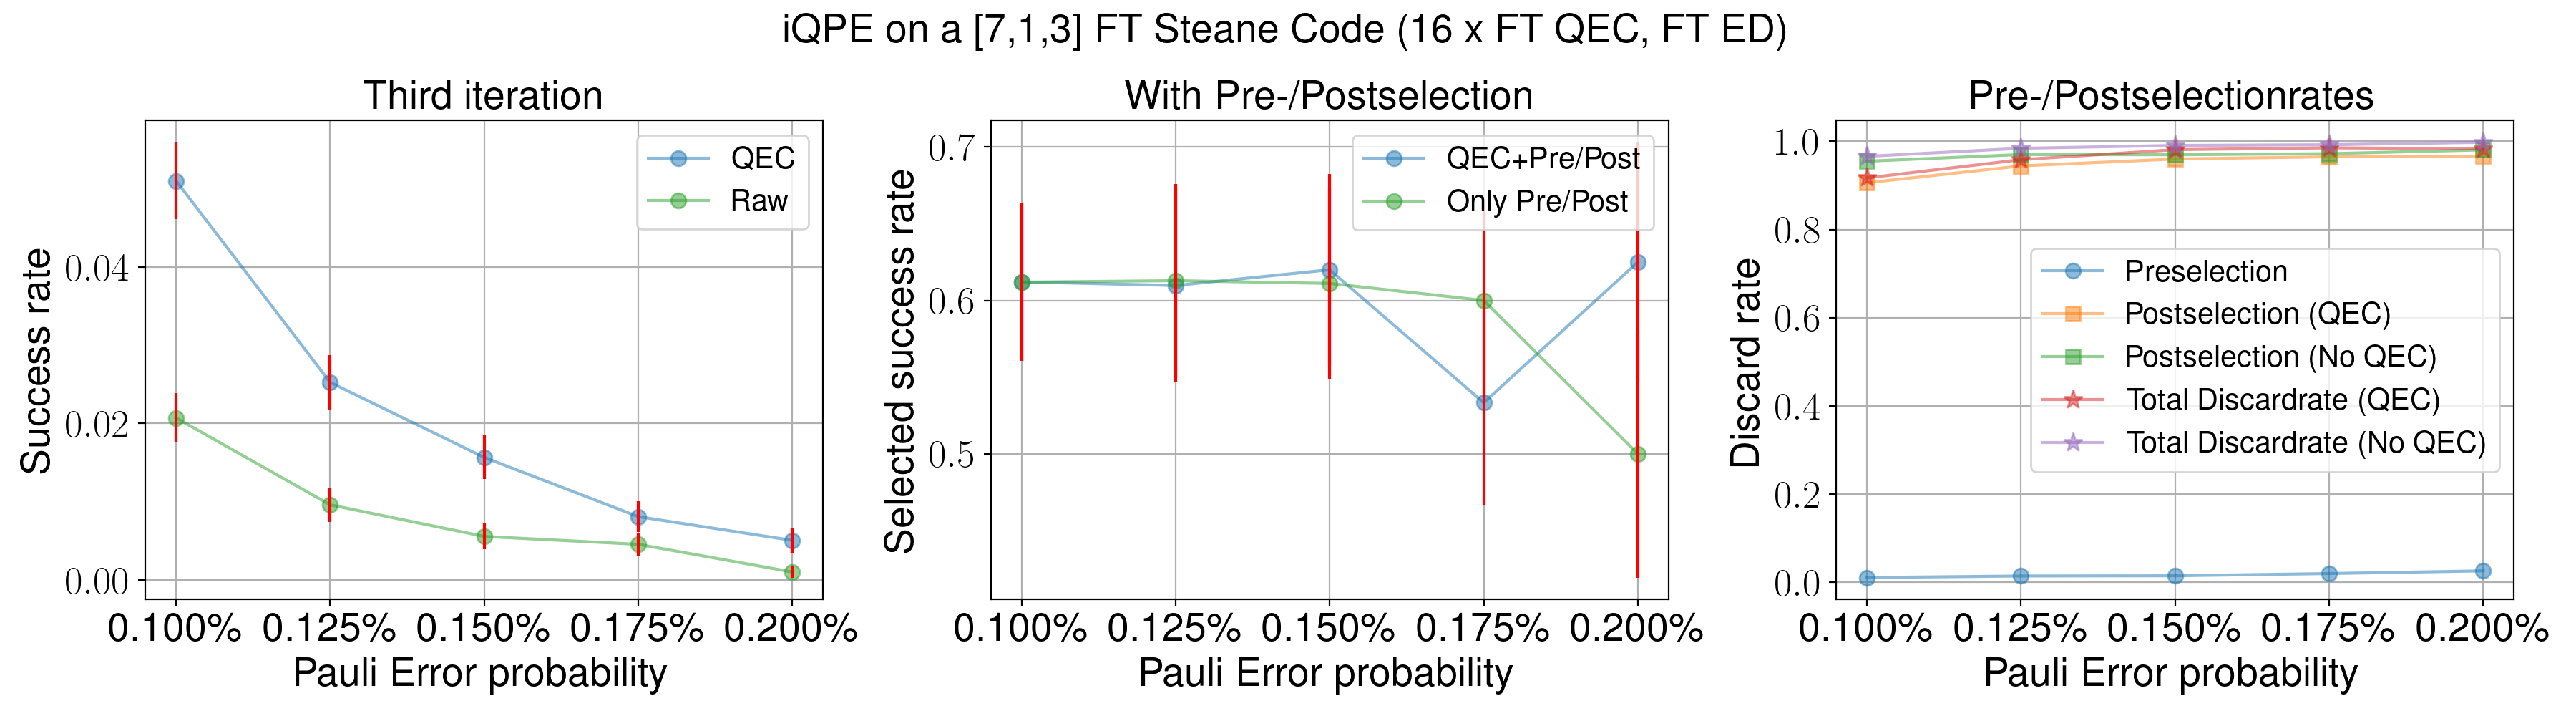 iQPE on a [7,1,3] FT Steane Code (16 x FT QEC, FT ED)
Third iteration
Success rate
0.04
0.02
0.00
QEC
Raw
0.100% 0.125% 0.150% 0.175% 0.200%
Pauli Error probability
With Pre-/Postselection
Selected success rate
0.7
0.6
0.5
QEC+Pre/Post
Only Pre/Post
0.100% 0.125% 0.150% 0.175% 0.200%
Pauli Error probability
Pre-/Postselectionrates
Discard rate
1.0
0.8
0.6
0.4
0.2
0.0
Preselection
Postselection (QEC)
Postselection (No QEC)
Total Discardrate (QEC)
Total Discardrate (No QEC)
0.100% 0.125% 0.150% 0.175% 0.200%
Pauli Error probability